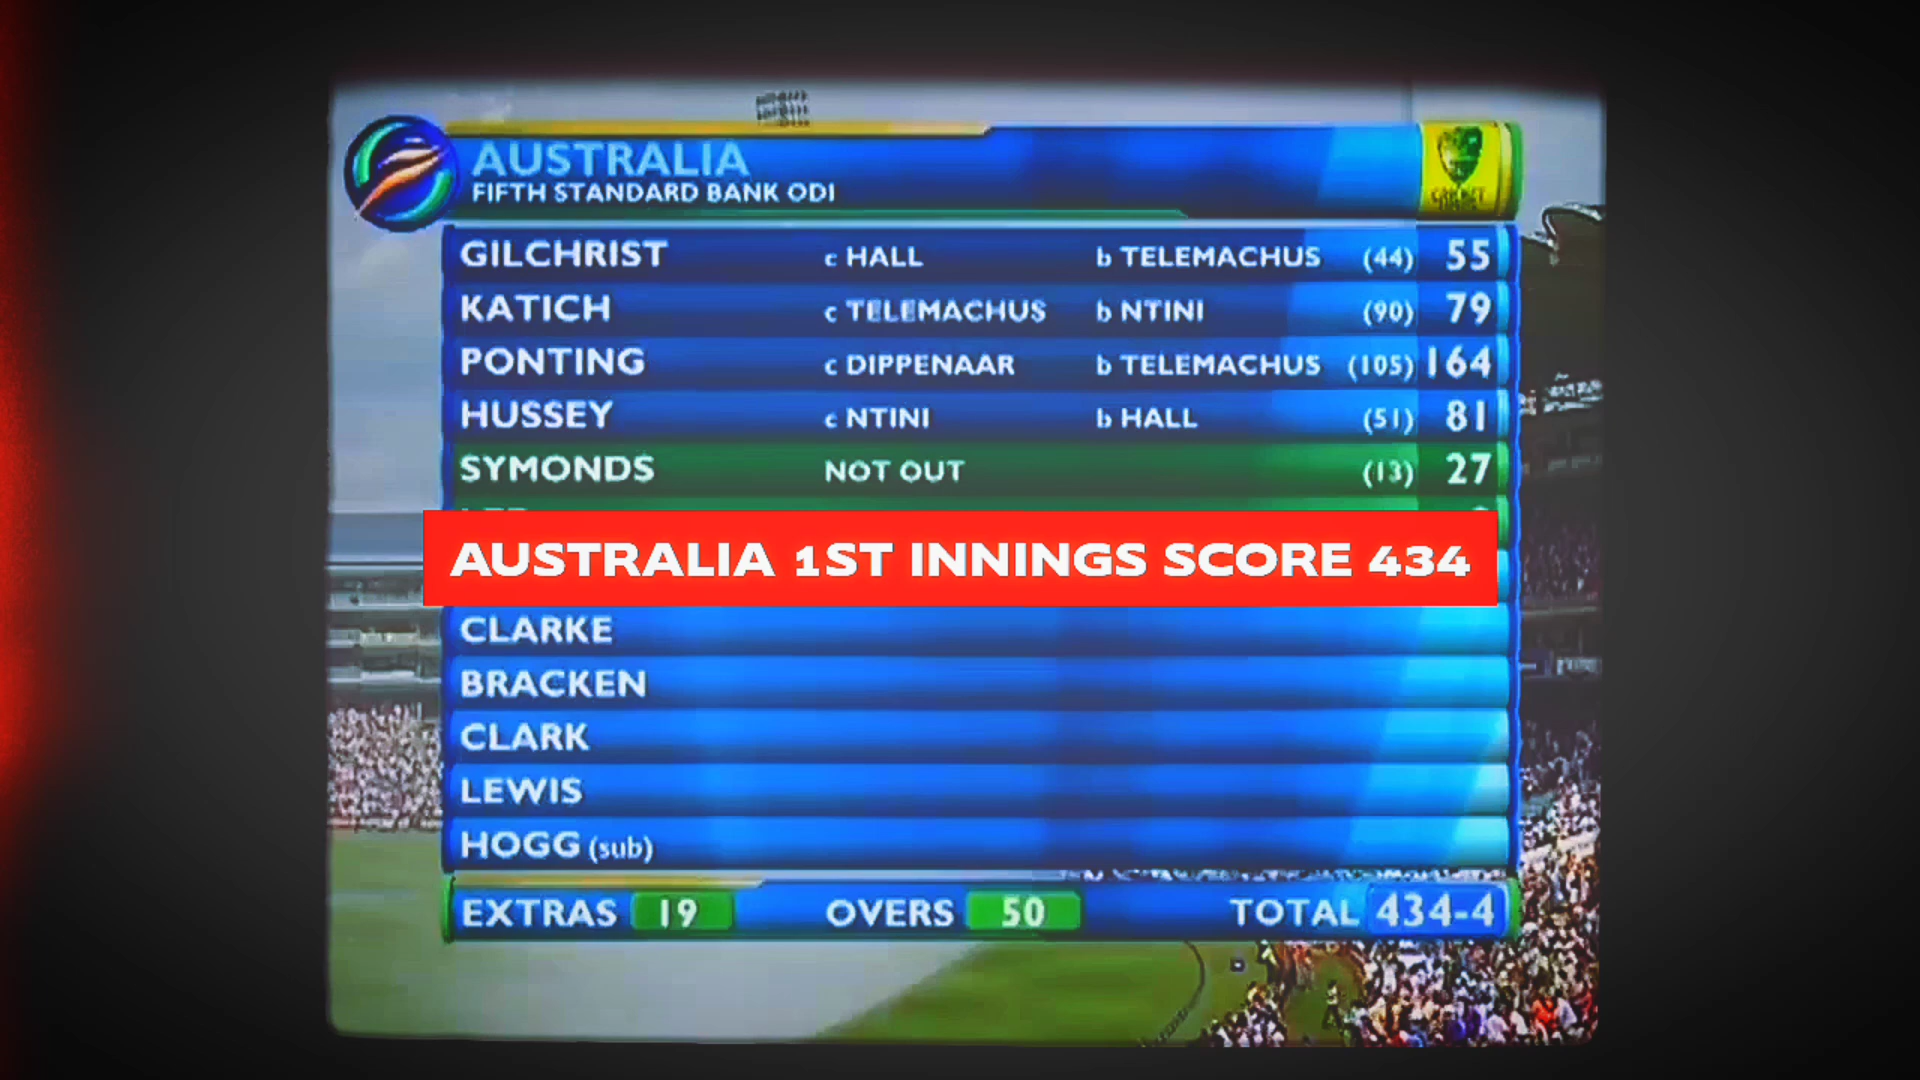 AUSTRALIA
FIFTH STANDARD BANK ODI
GILCHRIST c HALL b TELEMACHUS (44) 55
KATICH c TELEMACHUS b NTINI (90) 79
PONTING c DIPPENAAR b TELEMACHUS (105) 164
HUSSEY c NTINI b HALL (51) 81
SYMONDS NOT OUT (13) 27
AUSTRALIA 1ST INNINGS SCORE 434
CLARKE
BRACKEN
CLARK
LEWIS
HOGG (sub)
EXTRAS 19 OVERS 50 TOTAL 434-4